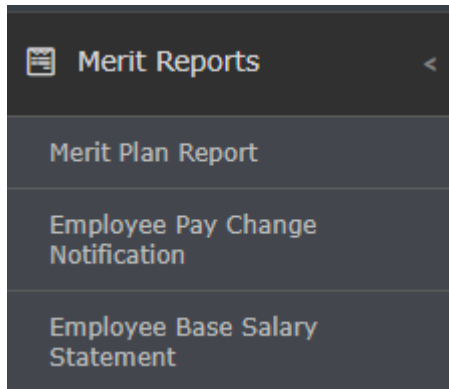 Merit Reports <
Merit Plan Report
Employee Pay Change
Notification
Employee Base Salary
Statement